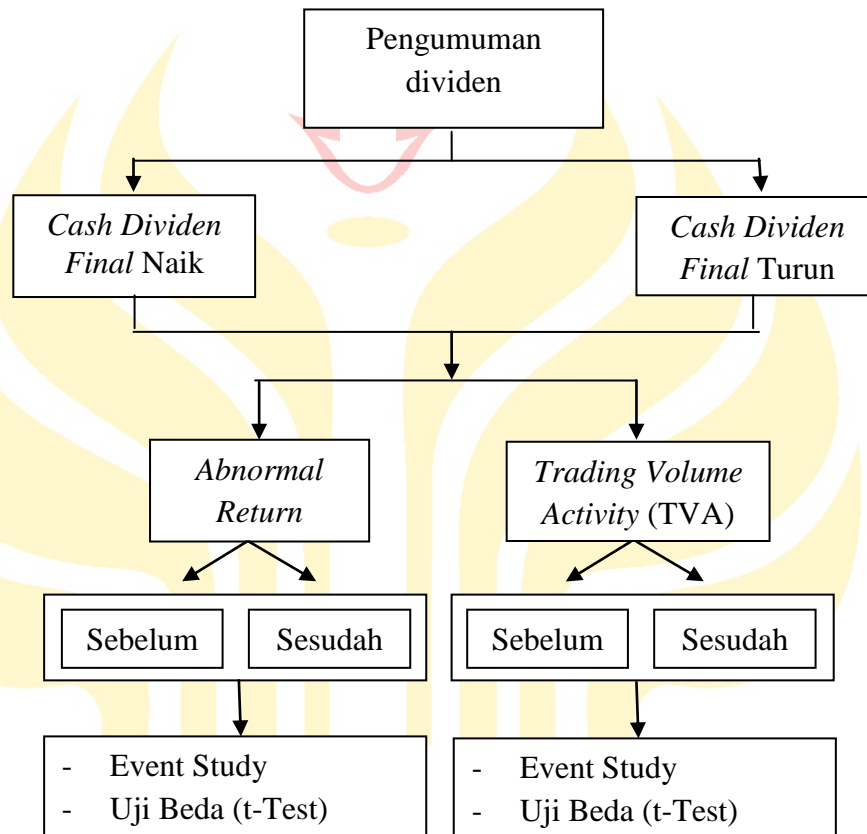 Pengumuman
dividen
Cash Dividen
Final Naik
Cash Dividen
Final Turun
Abnormal
Return
Trading Volume
Activity (TVA)
Sebelum
Sesudah
Sebelum
Sesudah
- Event Study
- Uji Beda (t-Test)
- Event Study
- Uji Beda (t-Test)